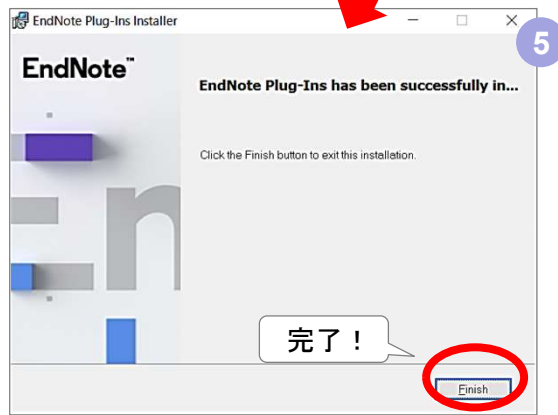 EndNote Plug-Ins Installer
5
EndNote™
EndNote Plug-Ins has been successfully in...
Click the Finish button to exit this installation.
完了！
Finish